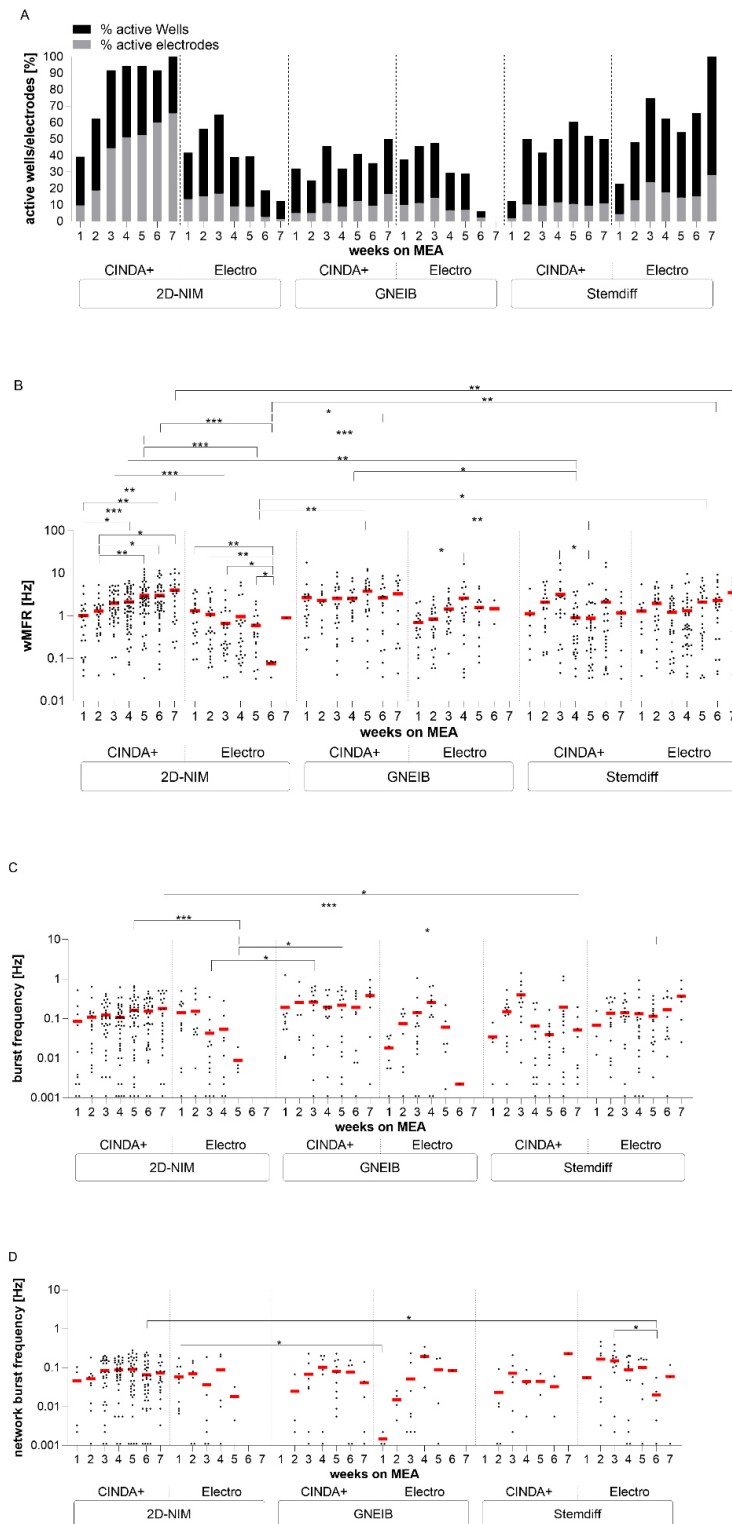 A
% active Wells
% active electrodes
active wells/electrodes [%]
100
90
80
70
60
50
40
30
20
10
0
1 2 3 4 5 6 7 1 2 3 4 5 6 7 1 2 3 4 5 6 7 1 2 3 4 5 6 7 1 2 3 4 5 6 7 1 2 3 4 5 6 7
weeks on MEA
CINDA+ Electro CINDA+ Electro CINDA+ Electro
2D-NIM GNEIB Stemdiff
B
**
**
*
***
***
***
**
***
*
**
*
**
**
***
**
*
*
**
*
*
**
**
**
*
*
*
*
wMFR [Hz]
100
10
1
0.1
0.01
1 2 3 4 5 6 7 1 2 3 4 5 6 7 1 2 3 4 5 6 7 1 2 3 4 5 6 7 1 2 3 4 5 6 7 1 2 3 4 5 6 7
weeks on MEA
CINDA+ Electro CINDA+ Electro CINDA+ Electro
2D-NIM GNEIB Stemdiff
C
*
***
***
*
*
*
burst frequency [Hz]
10
1
0.1
0.01
0.001
1 2 3 4 5 6 7 1 2 3 4 5 6 7 1 2 3 4 5 6 7 1 2 3 4 5 6 7 1 2 3 4 5 6 7 1 2 3 4 5 6 7
weeks on MEA
CINDA+ Electro CINDA+ Electro CINDA+ Electro
2D-NIM GNEIB Stemdiff
D
*
*
*
network burst frequency [Hz]
10
1
0.1
0.01
0.001
1 2 3 4 5 6 7 1 2 3 4 5 6 7 1 2 3 4 5 6 7 1 2 3 4 5 6 7 1 2 3 4 5 6 7 1 2 3 4 5 6 7
weeks on MEA
CINDA+ Electro CINDA+ Electro CINDA+ Electro
2D-NIM GNEIB Stemdiff